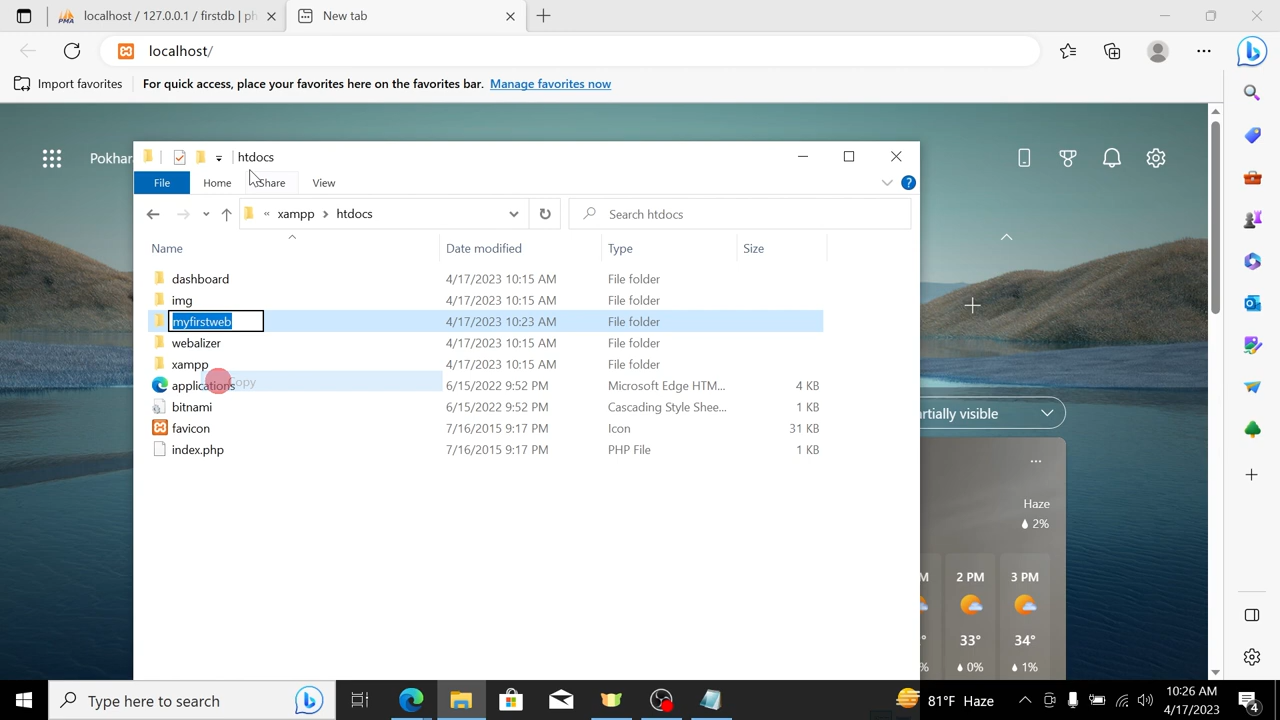 localhost / 127.0.0.1 / firstdb | ph
New tab
localhost/
Import favorites
For quick access, place your favorites here on the favorites bar. Manage favorites now
htdocs
File Home Share View
« xampp > htdocs
Search htdocs
Name Date modified Type Size
dashboard 4/17/2023 10:15 AM File folder
img 4/17/2023 10:15 AM File folder
myfirstweb 4/17/2023 10:23 AM File folder
webalizer 4/17/2023 10:15 AM File folder
xampp 4/17/2023 10:15 AM File folder
applications 6/15/2022 9:52 PM Microsoft Edge HTM... 4 KB
bitnami 6/15/2022 9:52 PM Cascading Style Shee... 1 KB
favicon 7/16/2015 9:17 PM Icon 31 KB
index.php 7/16/2015 9:17 PM PHP File 1 KB
Copy
Pokhar
artially visible
Haze
2%
M 2 PM 3 PM
33° 34°
% 0% 1%
Type here to search
81°F Haze
10:26 AM
4/17/2023
4